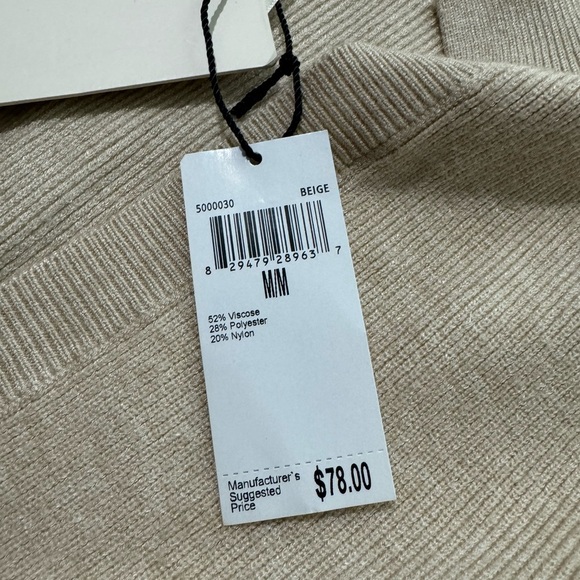 5000030 BEIGE
8 29479 28963 7
M/M
52% Viscose
28% Polyester
20% Nylon
Manufacturer's
Suggested
Price
$78.00